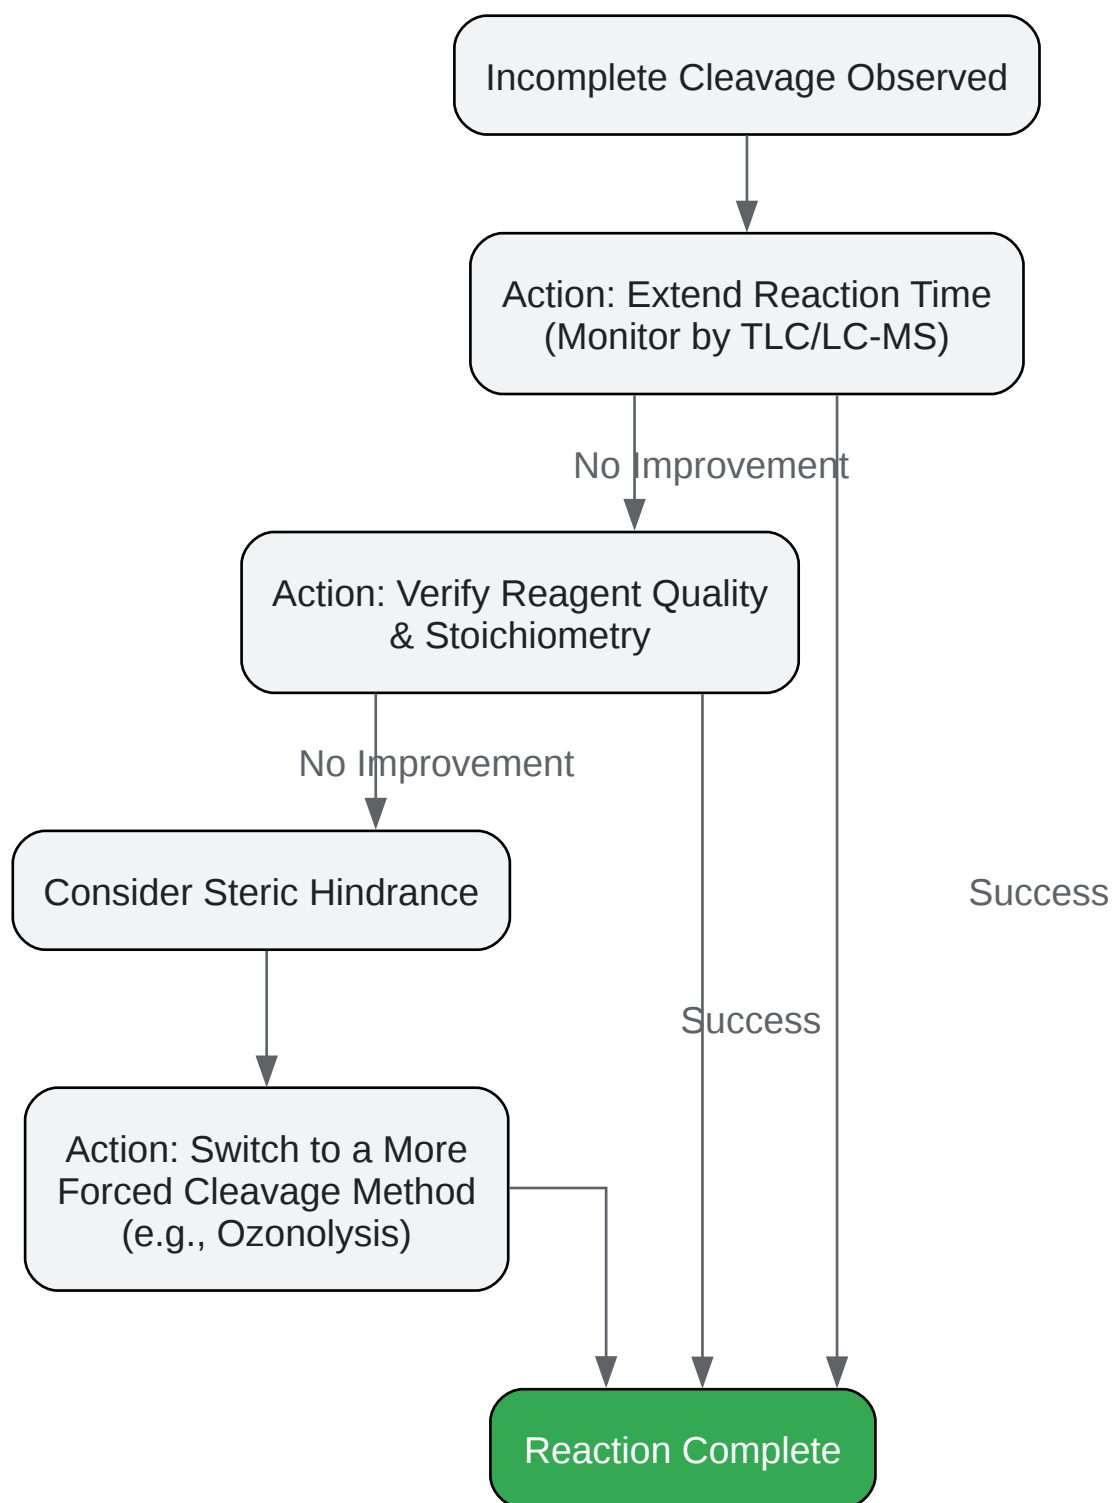 Incomplete Cleavage Observed
Action: Extend Reaction Time
(Monitor by TLC/LC-MS)
No Improvement
Action: Verify Reagent Quality
& Stoichiometry
No Improvement
Consider Steric Hindrance
Success
Success
Action: Switch to a More
Forced Cleavage Method
(e.g., Ozonolysis)
Reaction Complete